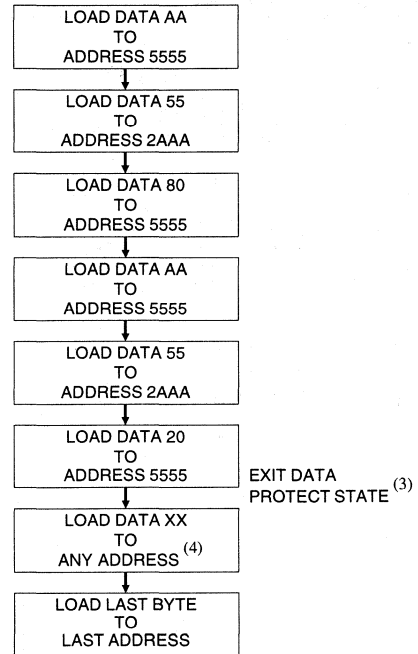 LOAD DATA AA
TO
ADDRESS 5555
LOAD DATA 55
TO
ADDRESS 2AAA
LOAD DATA 80
TO
ADDRESS 5555
LOAD DATA AA
TO
ADDRESS 5555
LOAD DATA 55
TO
ADDRESS 2AAA
LOAD DATA 20
TO
ADDRESS 5555
EXIT DATA
PROTECT STATE (3)
LOAD DATA XX
TO
ANY ADDRESS (4)
LOAD LAST BYTE
TO
LAST ADDRESS